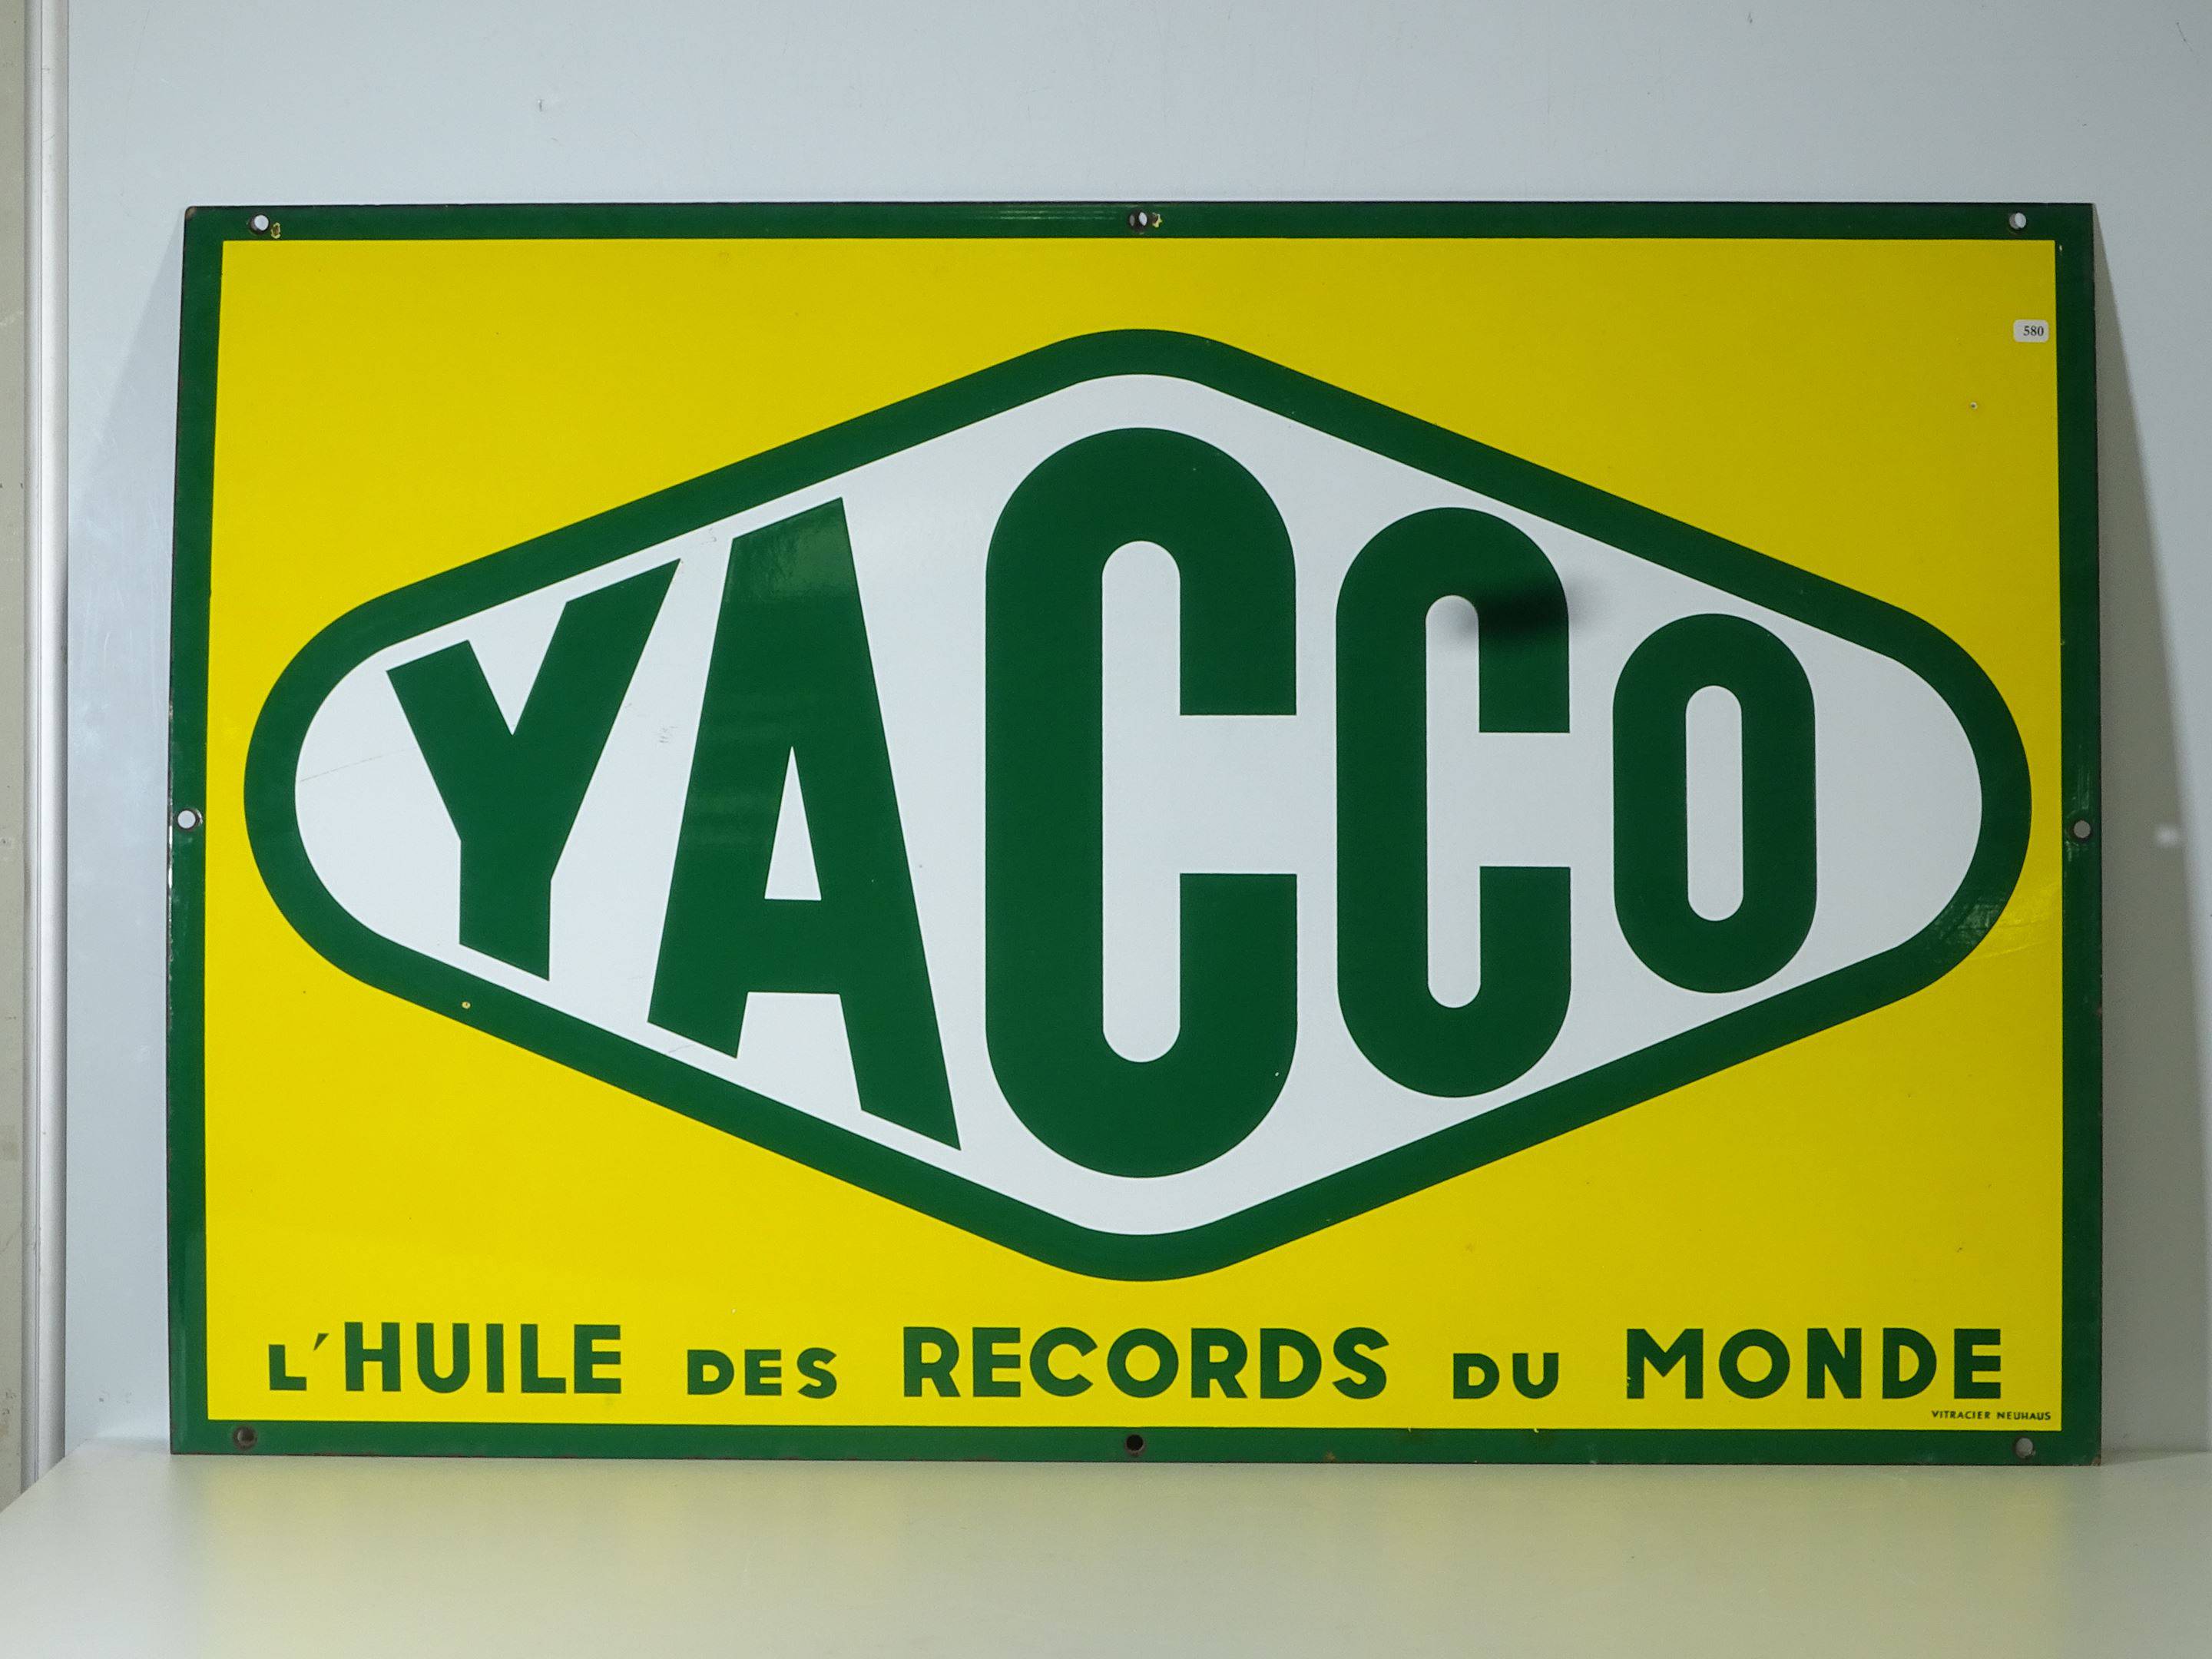 580
YACCO
L'HUILE DES RECORDS DU MONDE
VITRACIER NEUHAUS